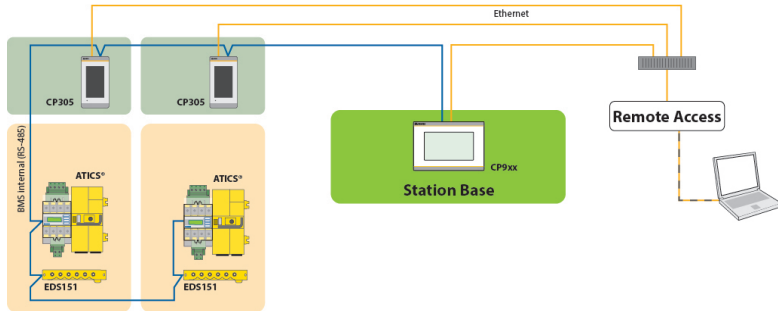 Ethernet
CP305
CP305
Remote Access
CP9xx
Station Base
BMS internal (RS-485)
ATICS®
ATICS®
EDS151
EDS151